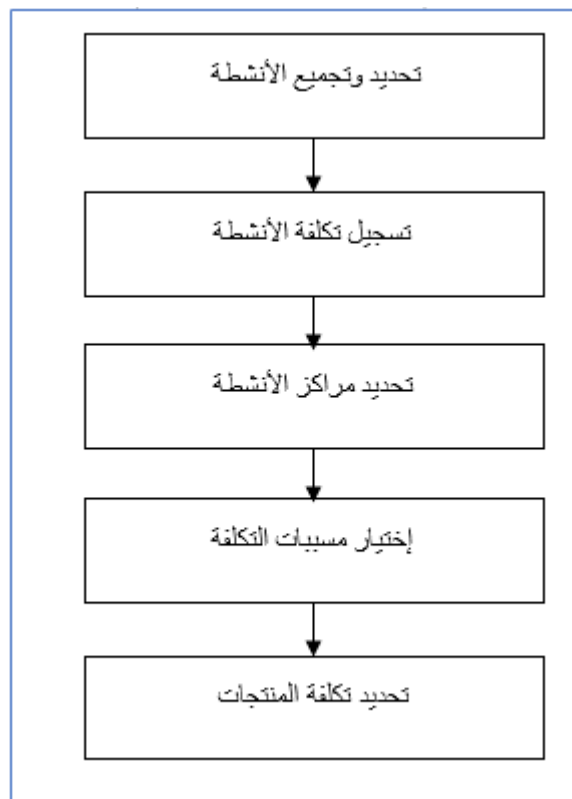 تحديد وتجميع الأنشطة
تسجيل تكلفة الأنشطة
تحديد مراكز الأنشطة
إختيار مسببات التكلفة
تحديد تكلفة المنتجات